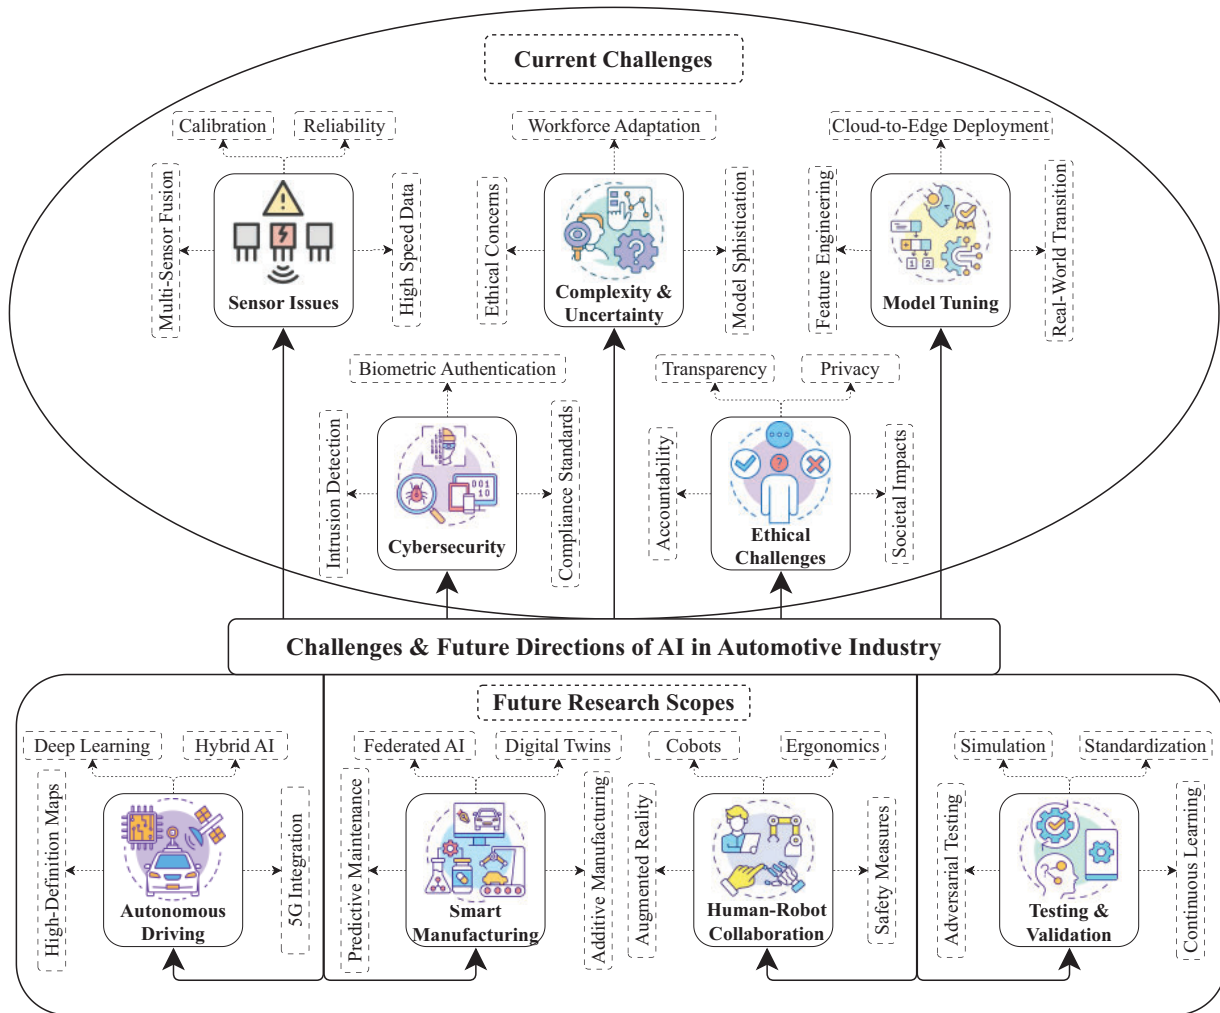 Current Challenges
Calibration
Reliability
Workforce Adaptation
Cloud-to-Edge Deployment
Multi-Sensor Fusion
Sensor Issues
High Speed Data
Ethical Concerns
Complexity &
Uncertainty
Model Sphistication
Feature Engineering
1 2
Model Tuning
Real-World Transition
Biometric Authentication
Transparency
Privacy
Intrusion Detection
001
10
Cybersecurity
Compliance Standards
Accountability
?
Ethical
Challenges
Societal Impacts
Challenges & Future Directions of AI in Automotive Industry
Future Research Scopes
Deep Learning
Hybrid AI
Federated AI
Digital Twins
Cobots
Ergonomics
Simulation
Standardization
High-Definition Maps
Autonomous
Driving
5G Integration
Predictive Maintenance
Smart
Manufacturing
Additive Manufacturing
Augmented Reality
Human-Robot
Collaboration
Safety Measures
Adversarial Testing
Testing &
Validation
Continuous Learning